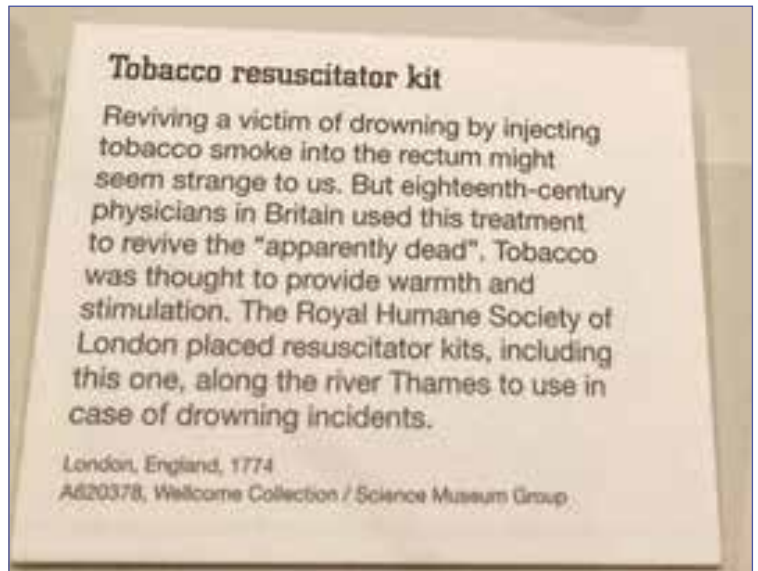 Tobacco resuscitator kit
Reviving a victim of drowning by injecting
tobacco smoke into the rectum might
seem strange to us. But eighteenth-century
physicians in Britain used this treatment
to revive the "apparently dead". Tobacco
was thought to provide warmth and
stimulation. The Royal Humane Society of
London placed resuscitator kits, including
this one, along the river Thames to use in
case of drowning incidents.
London, England, 1774
A620378, Wellcome Collection / Science Museum Group